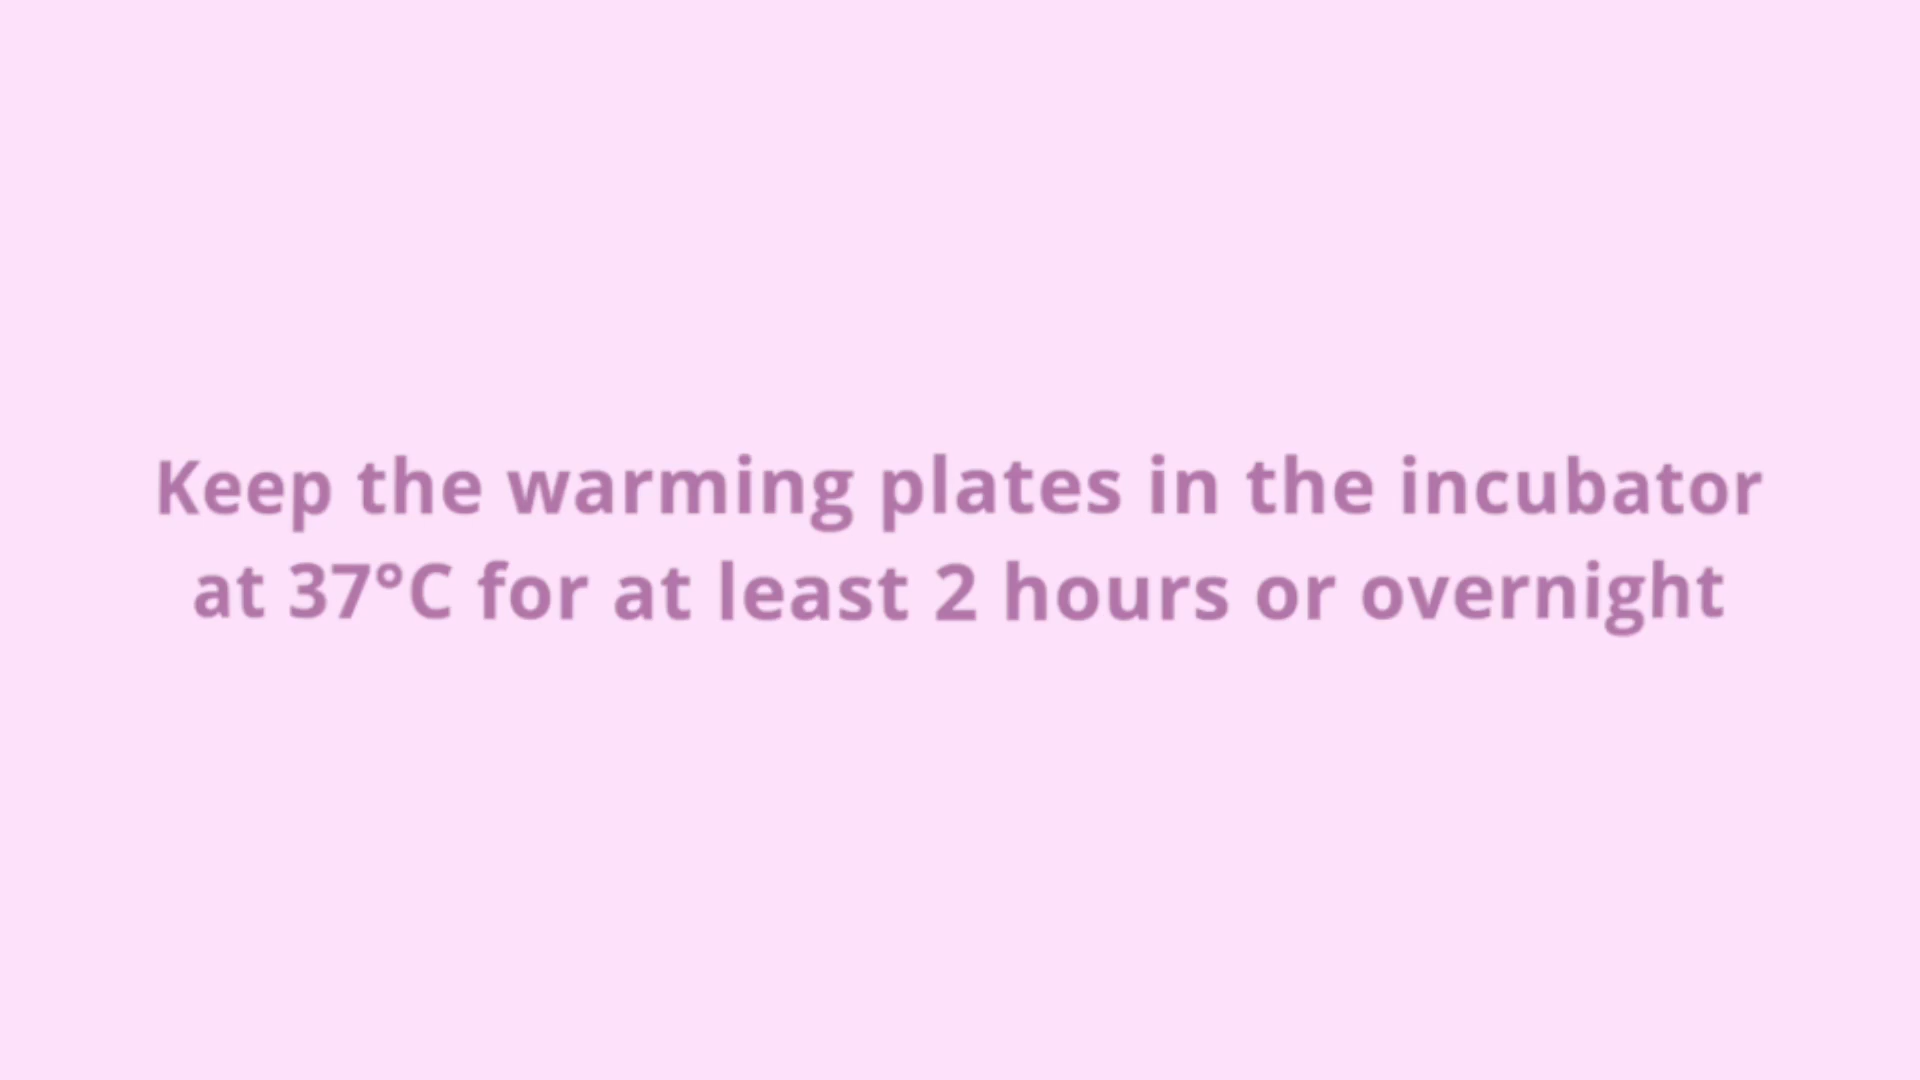 Keep the warming plates in the incubator
at 37°C for at least 2 hours or overnight